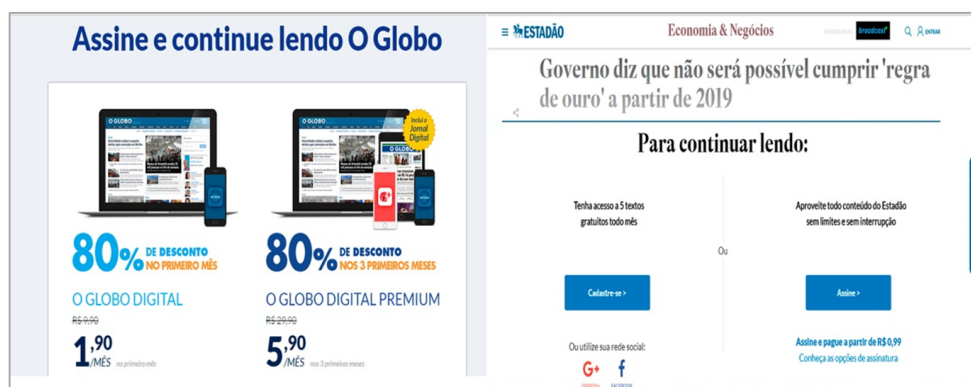 Assine e continue lendo O Globo
O GLOBO
O GLOBO
Inclui o
Jornal
Digital
O GLOBO
80% DE DESCONTO
NO PRIMEIRO MÊS
O GLOBO DIGITAL
R$ 9,90
1,90
/MÊS no primeiro mês
80% DE DESCONTO
NOS 3 PRIMEIROS MESES
O GLOBO DIGITAL PREMIUM
R$ 29,90
5,90
/MÊS nos 3 primeiros meses
ESTADÃO
Economia & Negócios
broadcast+
ENTRAR
Governo diz que não será possível cumprir 'regra
de ouro' a partir de 2019
Para continuar lendo:
Tenha acesso a 5 textos
gratuitos todo mês
Cadastre-se >
Ou utilize sua rede social:
G+ f
GOOGLE+ FACEBOOK
Ou
Aproveite todo conteúdo do Estadão
sem limites e sem interrupção
Assine >
Assine e pague a partir de R$ 0,99
Conheça as opções de assinatura